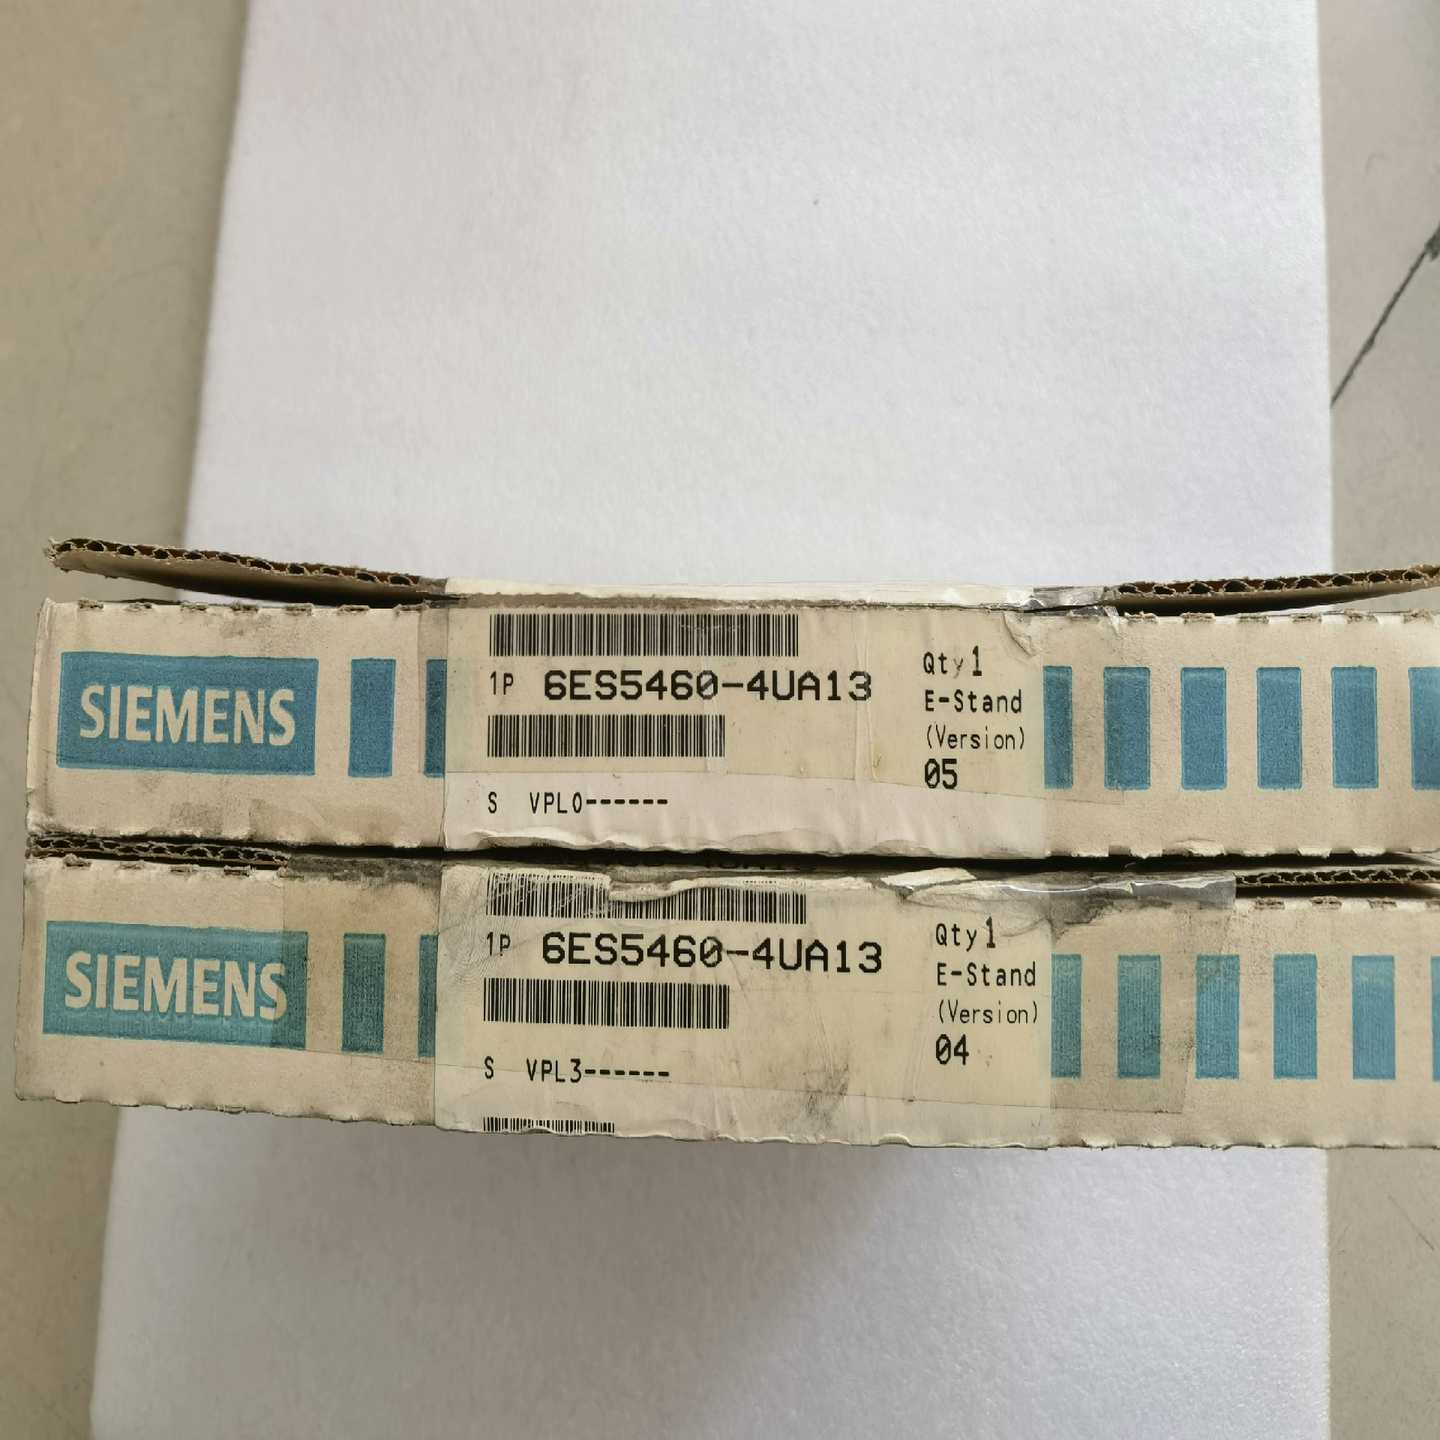 SIEMENS
1P 6ES5460-4UA13
Qty 1
E-Stand
(Version)
05
S VPL0------
SIEMENS
1P 6ES5460-4UA13
Qty 1
E-Stand
(Version)
04
S VPL3------